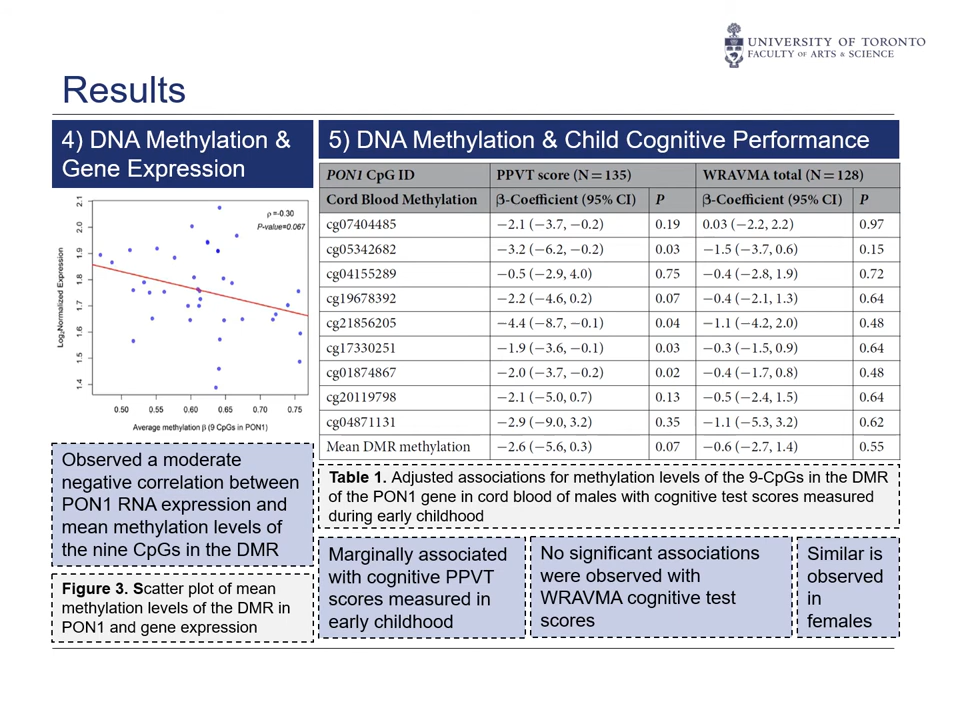 UNIVERSITY OF TORONTO
FACULTY OF ARTS & SCIENCE
Results
4) DNA Methylation &
Gene Expression
2.1
2.0
1.9
1.8
1.7
1.6
1.5
1.4
Log₂Normalized Expression
ρ =-0.30
P-value=0.067
0.50 0.55 0.60 0.65 0.70 0.75
Average methylation β (9 CpGs in PON1)
Observed a moderate
negative correlation between
PON1 RNA expression and
mean methylation levels of
the nine CpGs in the DMR
Figure 3. Scatter plot of mean
methylation levels of the DMR in
PON1 and gene expression
5) DNA Methylation & Child Cognitive Performance
PON1 CpG ID PPVT score (N=135) WRAVMA total (N=128)
Cord Blood Methylation β-Coefficient (95% CI) P β-Coefficient (95% CI) P
cg07404485 −2.1 (−3.7, −0.2) 0.19 0.03 (−2.2, 2.2) 0.97
cg05342682 −3.2 (−6.2, −0.2) 0.03 −1.5 (−3.7, 0.6) 0.15
cg04155289 −0.5 (−2.9, 4.0) 0.75 −0.4 (−2.8, 1.9) 0.72
cg19678392 −2.2 (−4.6, 0.2) 0.07 −0.4 (−2.1, 1.3) 0.64
cg21856205 −4.4 (−8.7, −0.1) 0.04 −1.1 (−4.2, 2.0) 0.48
cg17330251 −1.9 (−3.6, −0.1) 0.03 −0.3 (−1.5, 0.9) 0.64
cg01874867 −2.0 (−3.7, −0.2) 0.02 −0.4 (−1.7, 0.8) 0.48
cg20119798 −2.1 (−5.0, 0.7) 0.13 −0.5 (−2.4, 1.5) 0.64
cg04871131 −2.9 (−9.0, 3.2) 0.35 −1.1 (−5.3, 3.2) 0.62
Mean DMR methylation −2.6 (−5.6, 0.3) 0.07 −0.6 (−2.7, 1.4) 0.55
Table 1. Adjusted associations for methylation levels of the 9-CpGs in the DMR
of the PON1 gene in cord blood of males with cognitive test scores measured
during early childhood
Marginally associated
with cognitive PPVT
scores measured in
early childhood
No significant associations
were observed with
WRAVMA cognitive test
scores
Similar is
observed
in
females